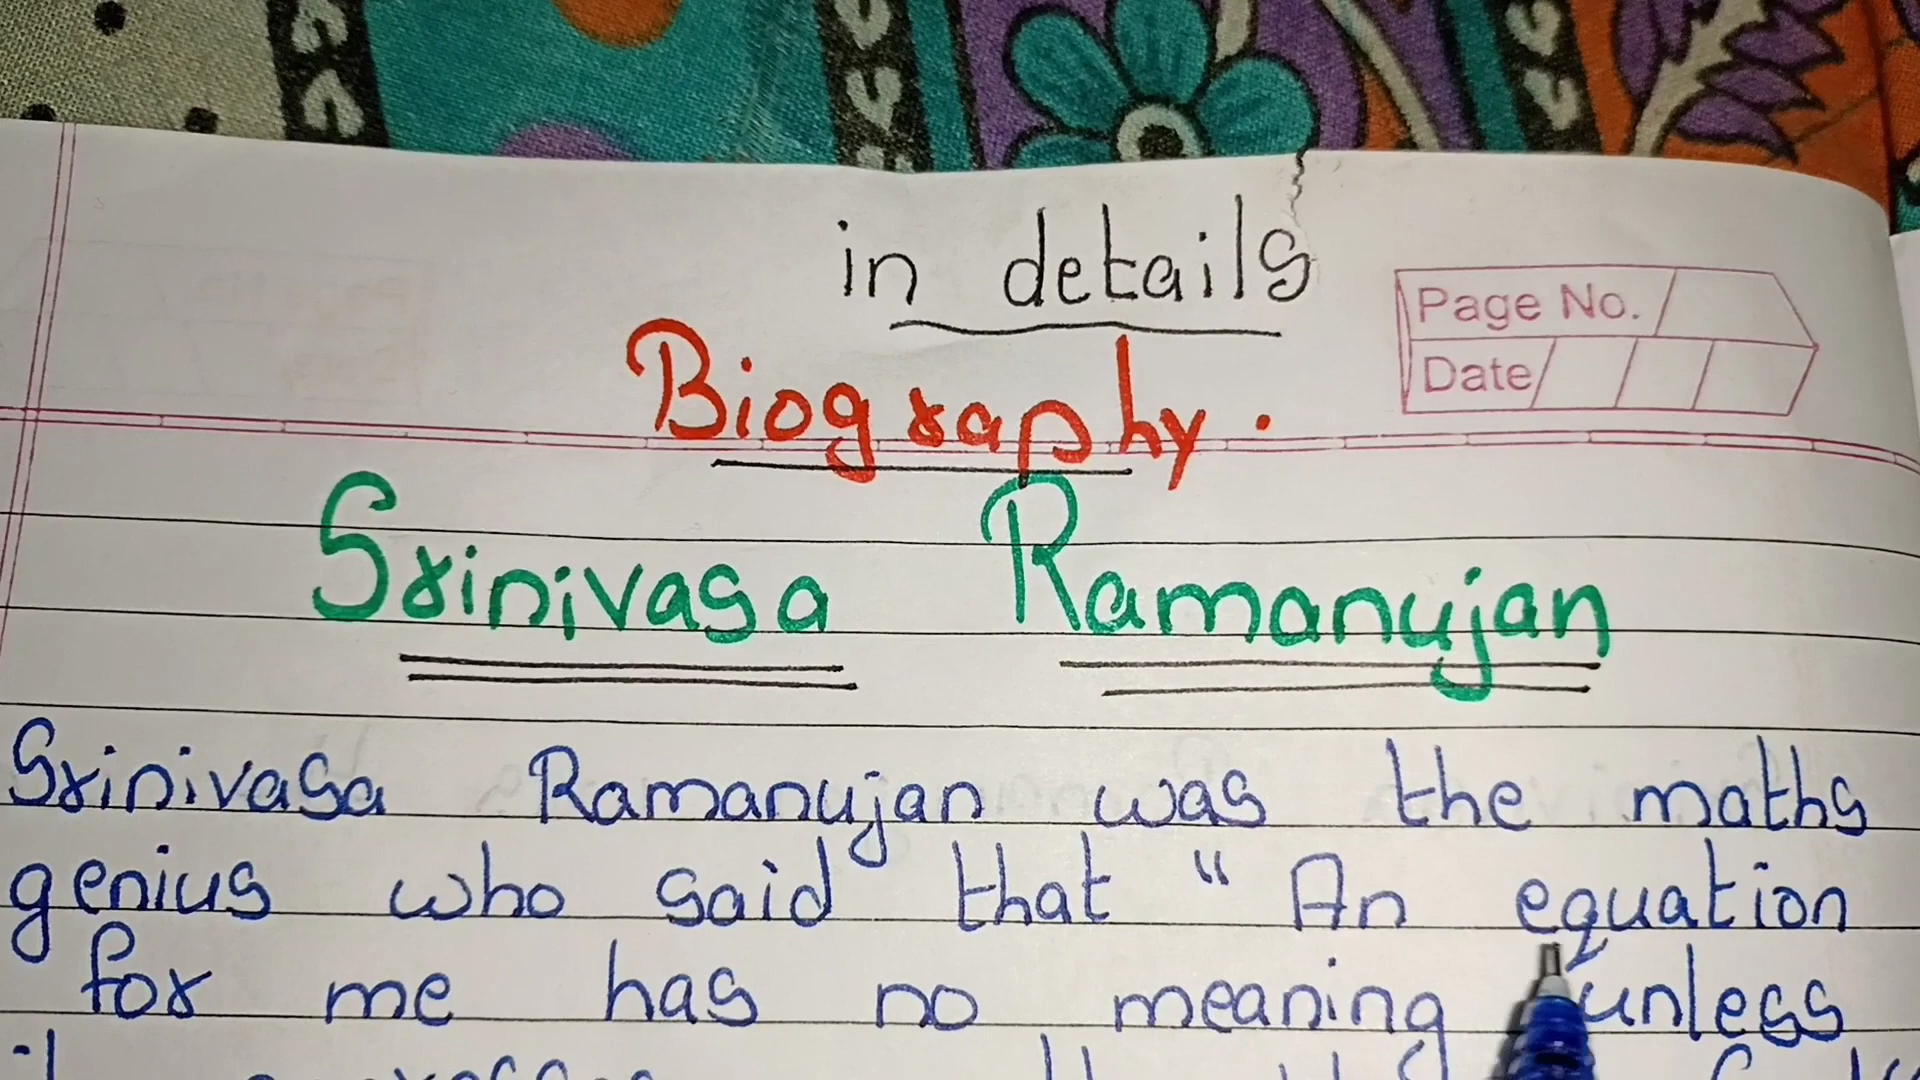 in details
Page No.
Date
Biography.
Srinivasa Ramanujan
Srinivasa Ramanujan was the maths
genius who said that " An equation
for me has no meaning unless